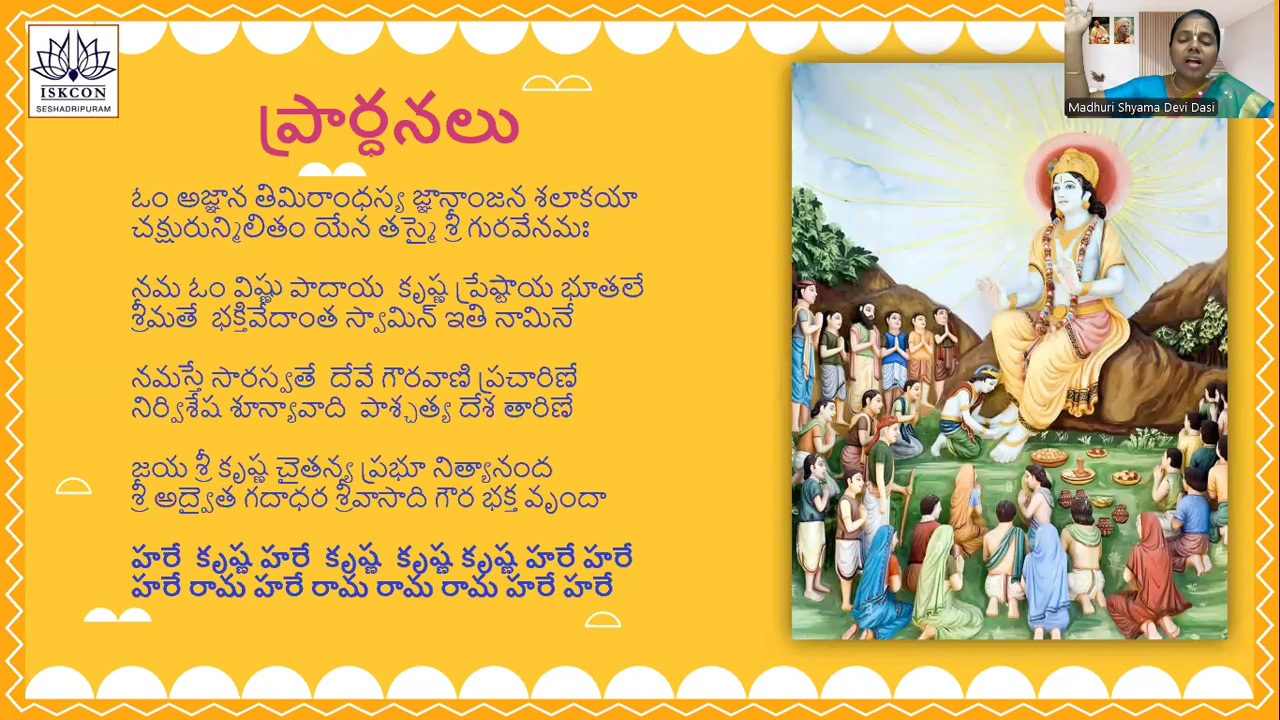 ISKCON
SESHADRIPURAM
Madhuri Shyama Devi Dasi
ప్రార్ధనలు
ఓం అజ్ఞాన తిమిరాంధస్య జ్ఞానాంజన శలాకయా
చక్షురున్మిలితం యేన తస్మై శ్రీ గురవేనమః
నమ ఓం విష్ణు పాదాయ కృష్ణ ప్రేష్టాయ భూతలే
శ్రీమతే భక్తివేదాంత స్వామిన్ ఇతి నామినే
నమస్తే సారస్వతే దేవే గౌరవాణి ప్రచారిణే
నిర్విశేష శూన్యావాది పాశ్చత్య దేశ తారిణే
జయ శ్రీ కృష్ణ చైతన్య ప్రభూ నిత్యానంద
శ్రీ అద్వైత గదాధర శ్రీవాసాది గౌర భక్త వృందా
హరే కృష్ణ హరే కృష్ణ కృష్ణ కృష్ణ హరే హరే
హరే రామ హరే రామ రామ రామ హరే హరే